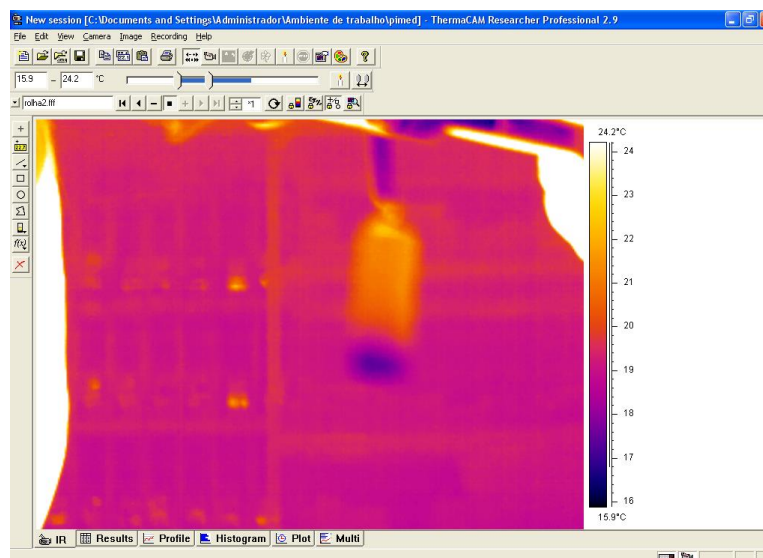 New session [C:\Documents and Settings\Administrador\Ambiente de trabalho\pimed] - ThermaCAM Researcher Professional 2.9
File Edit View Camera Image Recording Help
15.9 - 24.2 °C
rolha2.fff
24.2°C
24
23
22
21
20
19
18
17
16
15.9°C
IR Results Profile Histogram Plot Multi